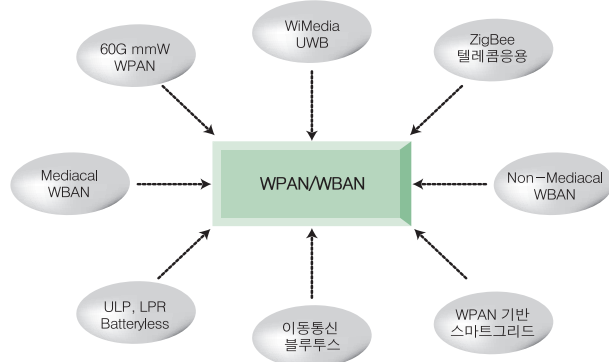 WiMedia
UWB
60G mmW
WPAN
ZigBee
텔레콤응용
Mediacal
WBAN
WPAN/WBAN
Non-Mediacal
WBAN
ULP, LPR
Batteryless
이동통신
블루투스
WPAN 기반
스마트그리드